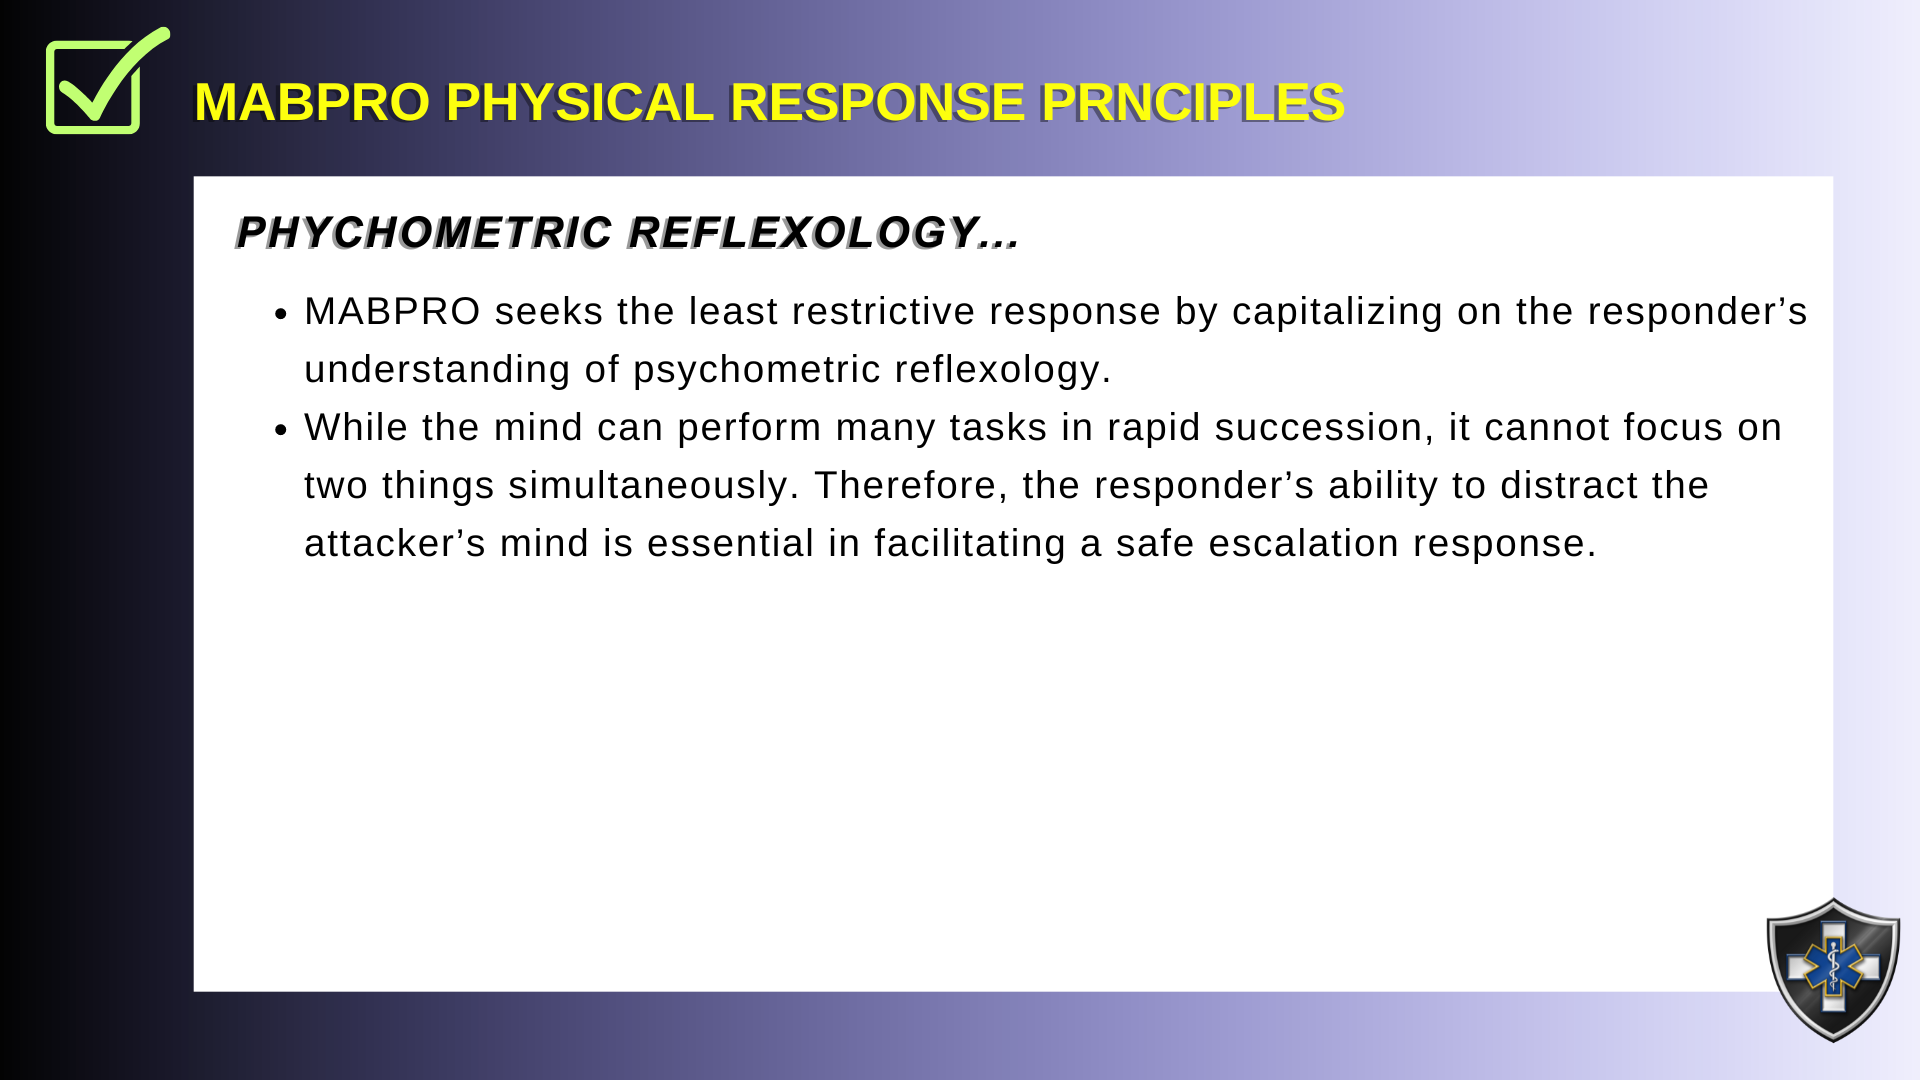 MABPRO PHYSICAL RESPONSE PRNCIPLES
PHYCHOMETRIC REFLEXOLOGY...
• MABPRO seeks the least restrictive response by capitalizing on the responder’s
understanding of psychometric reflexology.
• While the mind can perform many tasks in rapid succession, it cannot focus on
two things simultaneously. Therefore, the responder’s ability to distract the
attacker’s mind is essential in facilitating a safe escalation response.